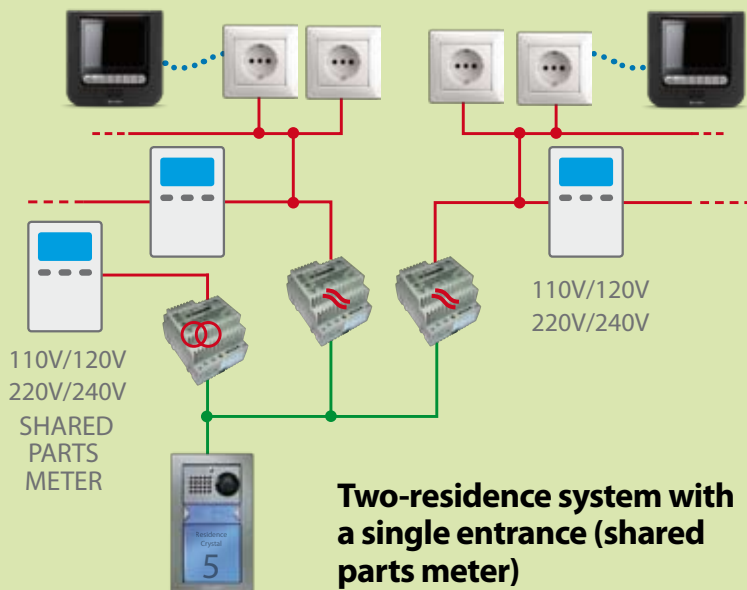 110V/120V
220V/240V
SHARED
PARTS
METER
110V/120V
220V/240V
Residence
Crystal
5
Two-residence system with
a single entrance (shared
parts meter)